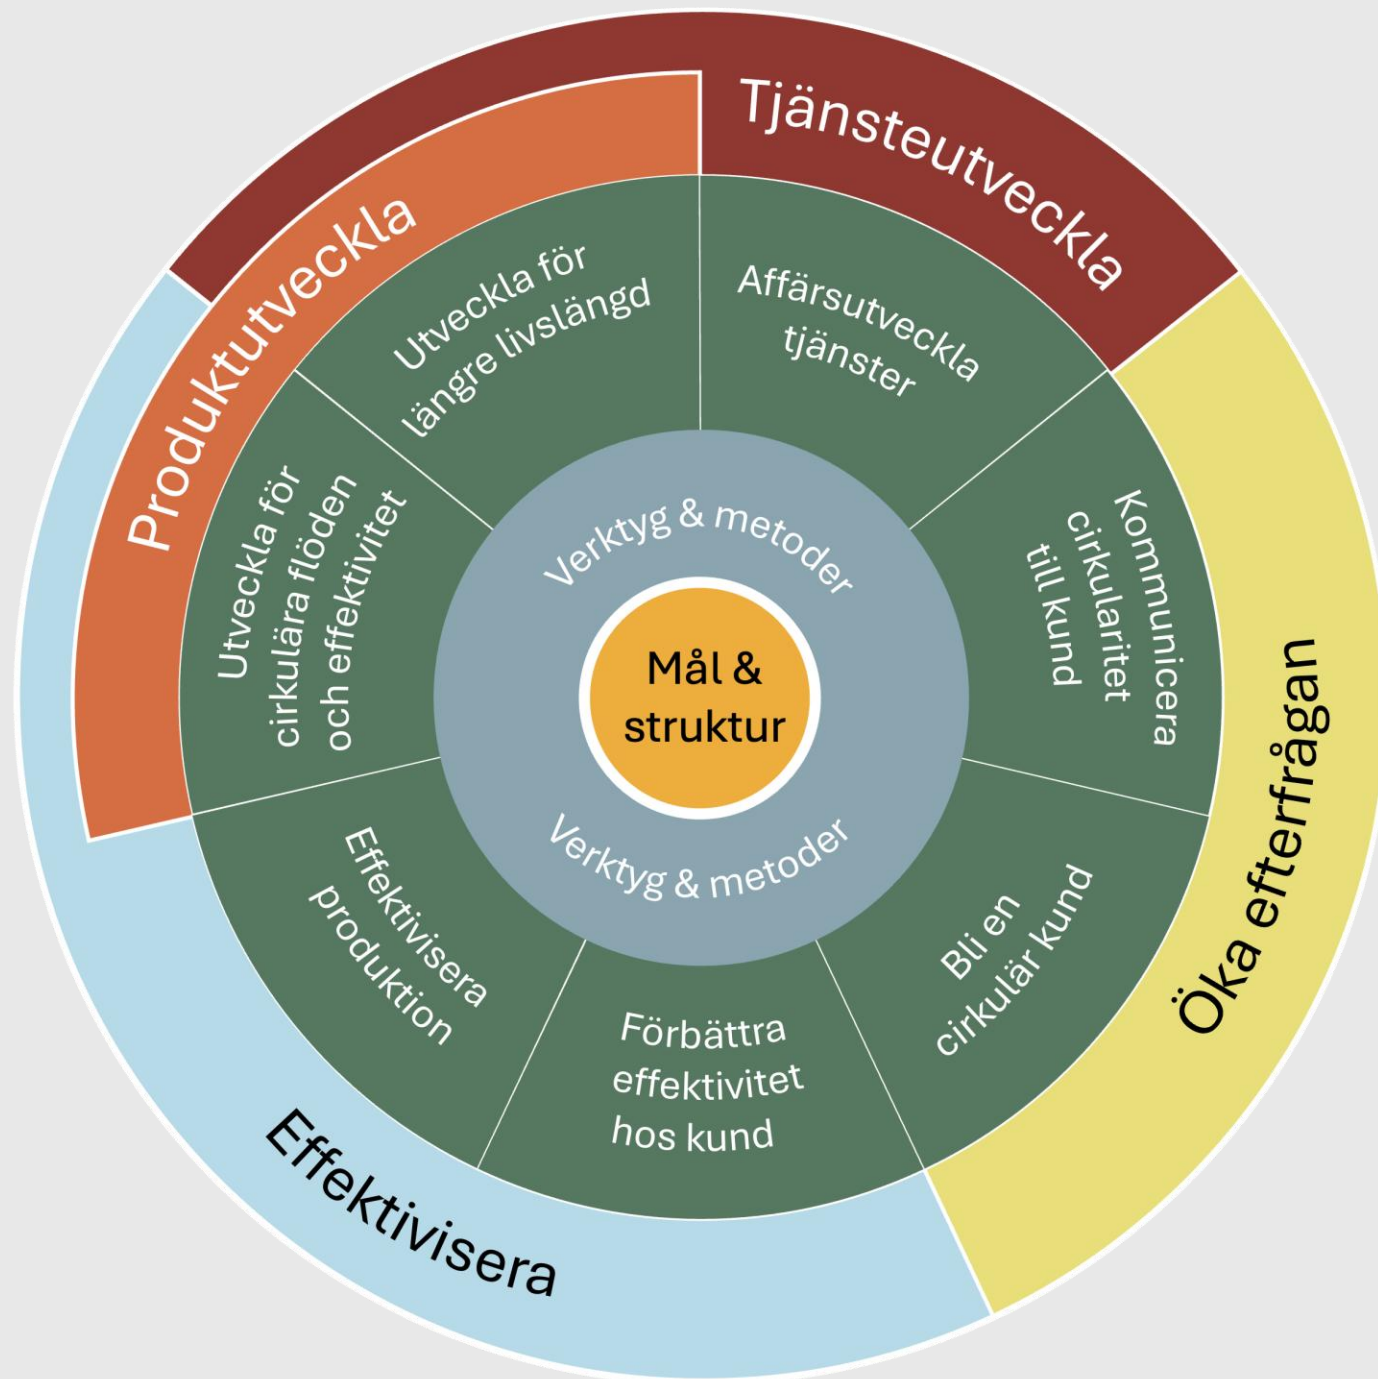 Tjänsteutveckla
Produktutveckla
Utveckla för
längre livslängd
Affärsutveckla
tjänster
Utveckla för
cirkulära flöden
och effektivitet
Kommunicera
cirkularitet
till kund
Verktyg & metoder
Mål &
struktur
Verktyg & metoder
Öka efterfrågan
Effektivisera
produktion
Förbättra
effektivitet
hos kund
Bli en
cirkulär kund
Effektivisera